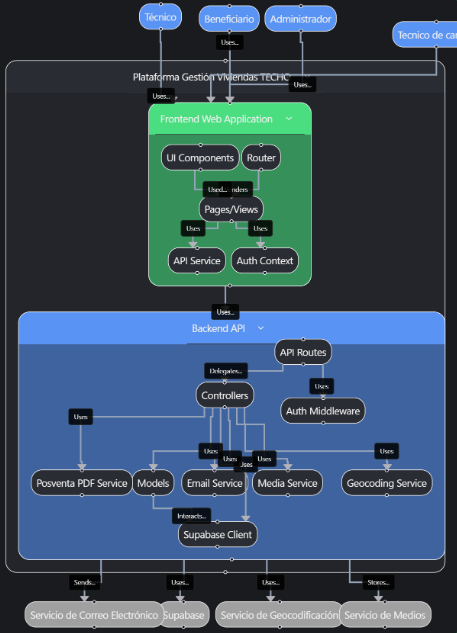 Técnico
Beneficiario
Administrador
Tecnico de
Uses...
Plataforma Gestión Viviendas TECHO
Uses...
Uses...
Frontend Web Application
UI Components
Router
Used...
Pages/Views
Uses
Uses
API Service
Auth Context
Uses...
Backend API
API Routes
Delegates...
Uses
Controllers
Auth Middleware
Uses
Uses
Uses
Uses
Uses
Uses
Posventa PDF Service
Models
Email Service
Media Service
Geocoding Service
Interacts...
Supabase Client
Sends...
Uses...
Uses...
Stores...
Servicio de Correo Electrónico
Supabase
Servicio de Geocodificación
Servicio de Medios